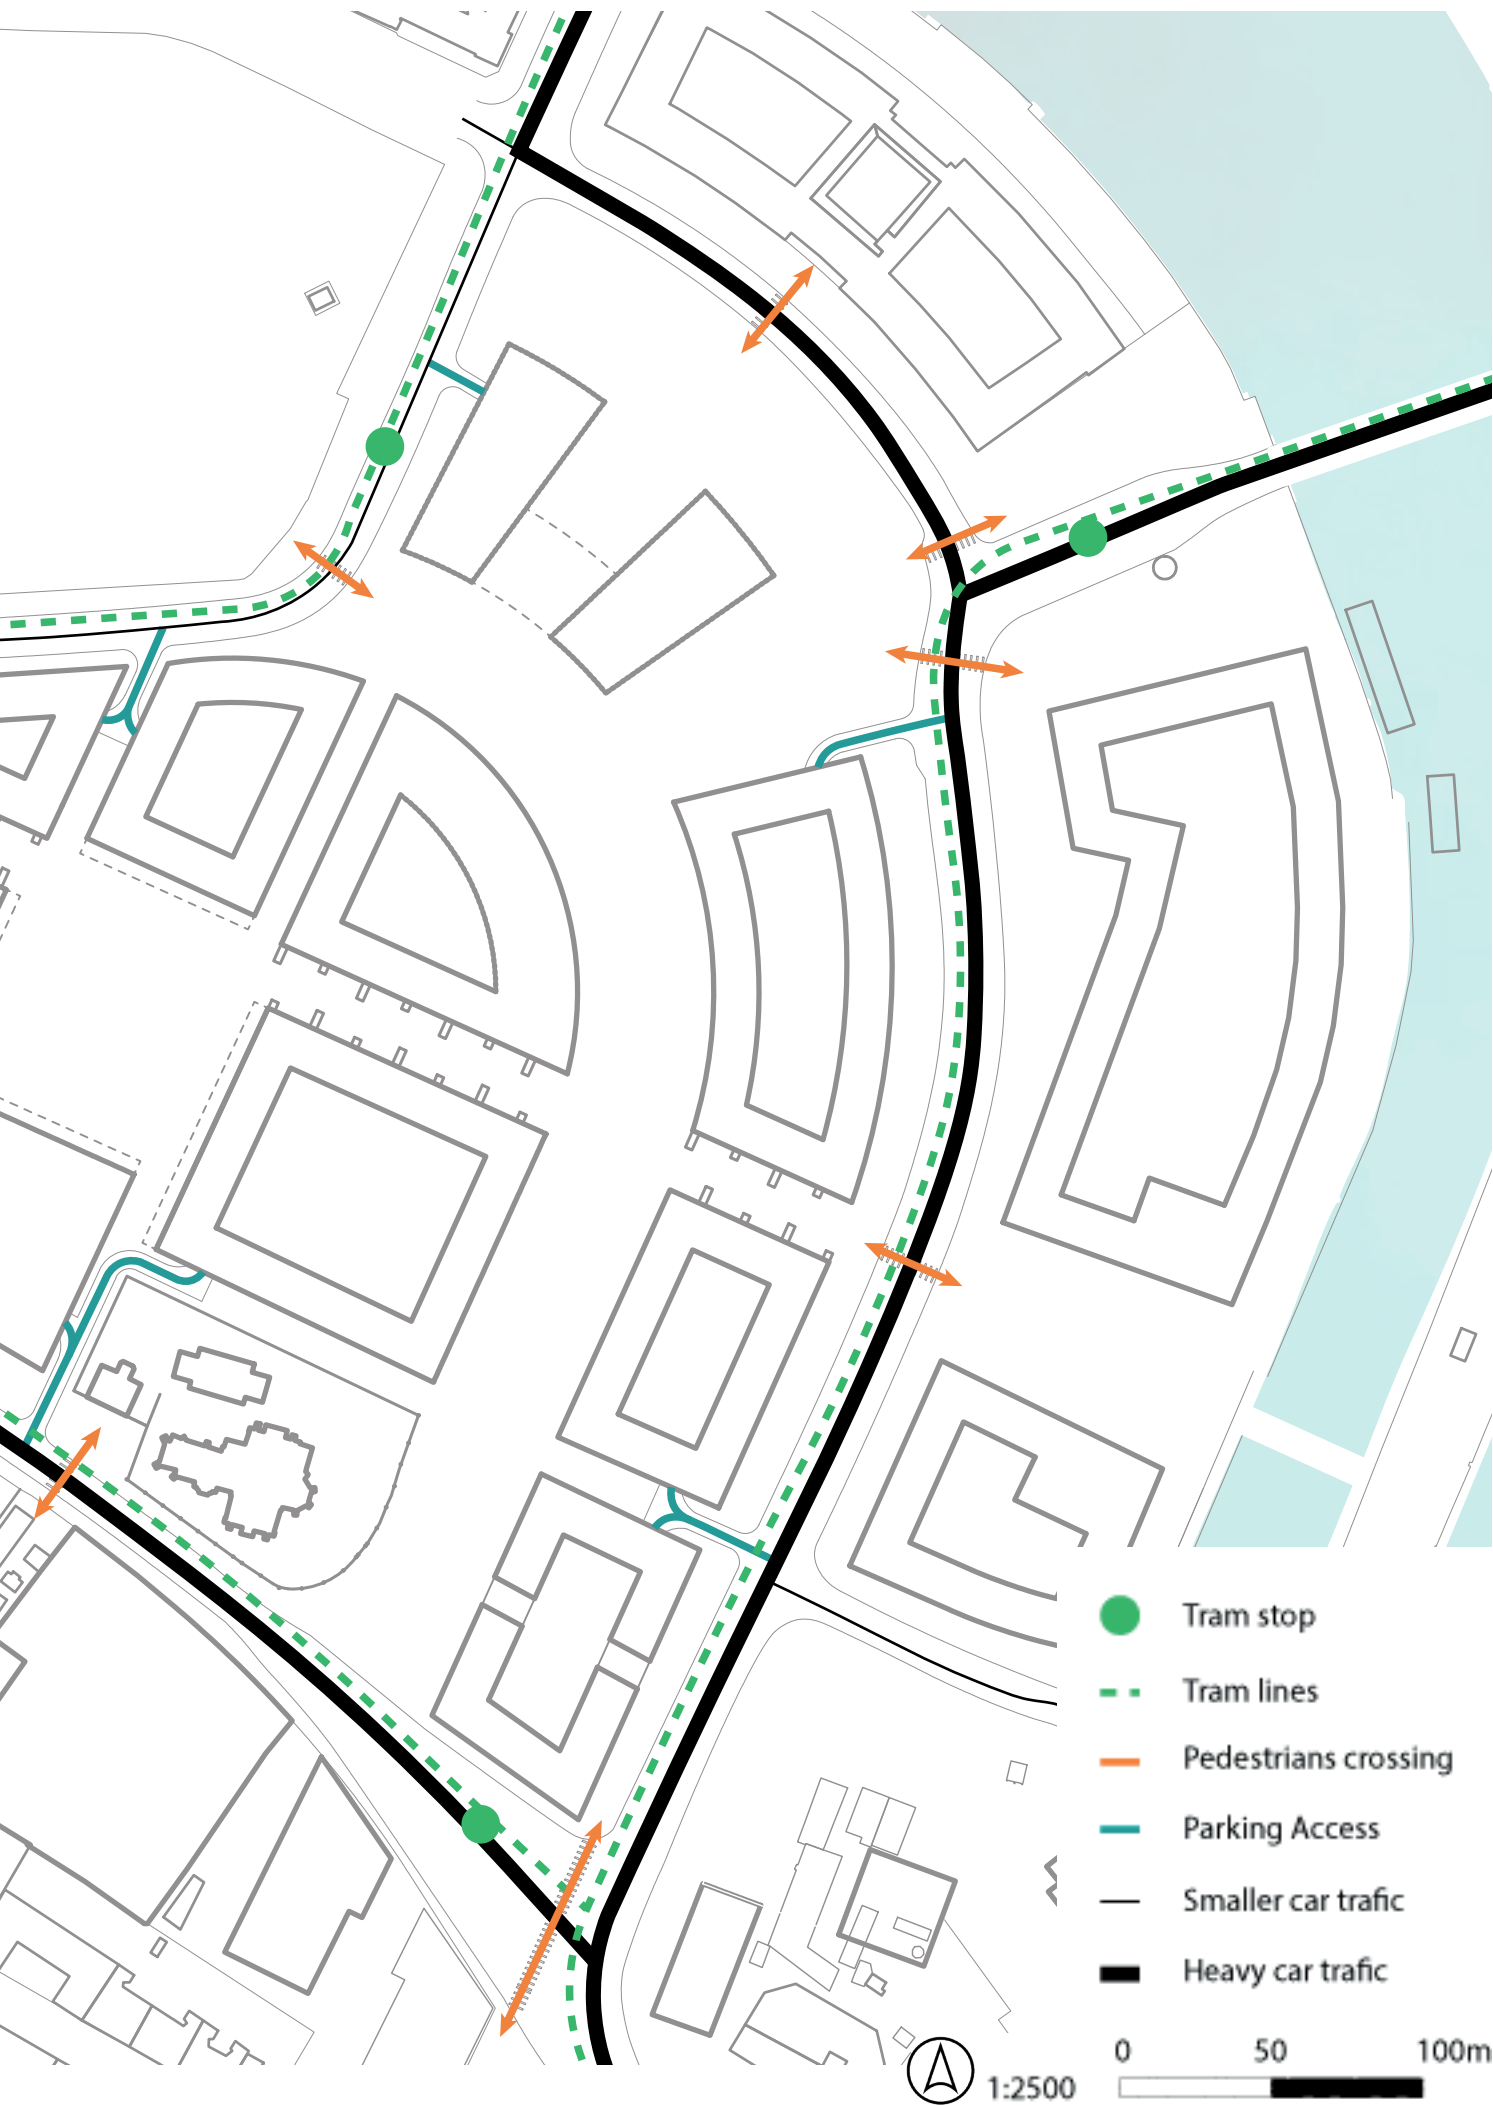 Tram stop
Tram lines
Pedestrians crossing
Parking Access
Smaller car trafic
Heavy car trafic
0 50 100m
1:2500